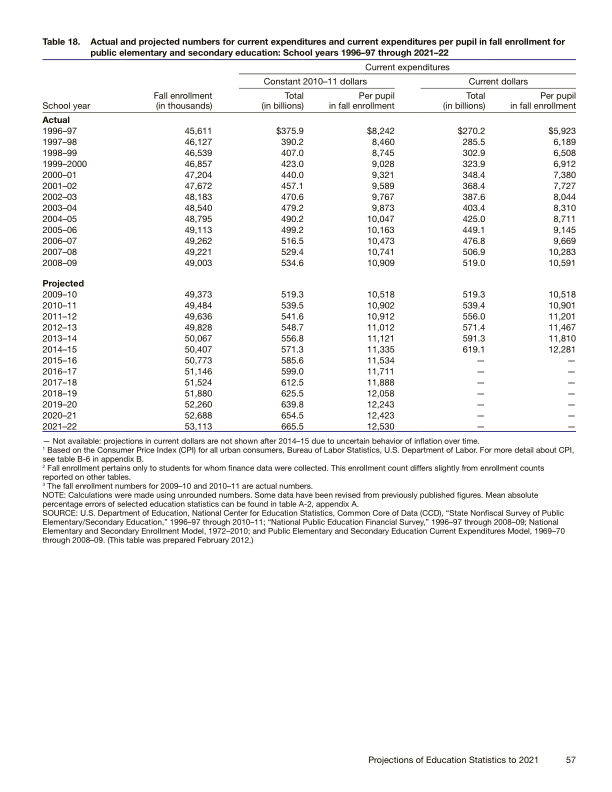 Table 18. Actual and projected numbers for current expenditures and current expenditures per pupil in fall enrollment for
public elementary and secondary education: School years 1996–97 through 2021–22
Current expenditures
Constant 2010–11 dollars Current dollars
Fall enrollment Total Per pupil Total Per pupil
School year (in thousands) (in billions) in fall enrollment (in billions) in fall enrollment
Actual
1996–97 45,611 $375.9 $8,242 $270.2 $5,923
1997–98 46,127 390.2 8,460 285.5 6,189
1998–99 46,539 407.0 8,745 302.9 6,508
1999–2000 46,857 423.0 9,028 323.9 6,912
2000–01 47,204 440.0 9,321 348.4 7,380
2001–02 47,672 457.1 9,589 368.4 7,727
2002–03 48,183 470.6 9,767 387.6 8,044
2003–04 48,540 479.2 9,873 403.4 8,310
2004–05 48,795 490.2 10,047 425.0 8,711
2005–06 49,113 499.2 10,163 449.1 9,145
2006–07 49,262 516.5 10,473 476.8 9,669
2007–08 49,221 529.4 10,741 506.9 10,283
2008–09 49,003 534.6 10,909 519.0 10,591
Projected
2009–10 49,373 519.3 10,518 519.3 10,518
2010–11 49,484 539.5 10,902 539.4 10,901
2011–12 49,636 541.6 10,912 556.0 11,201
2012–13 49,828 548.7 11,012 571.4 11,467
2013–14 50,067 556.8 11,121 591.3 11,810
2014–15 50,407 571.3 11,335 619.1 12,281
2015–16 50,773 585.6 11,534 — —
2016–17 51,146 599.0 11,711 — —
2017–18 51,524 612.5 11,888 — —
2018–19 51,880 625.5 12,058 — —
2019–20 52,260 639.8 12,243 — —
2020–21 52,688 654.5 12,423 — —
2021–22 53,113 665.5 12,530 — —
— Not available: projections in current dollars are not shown after 2014–15 due to uncertain behavior of inflation over time.
1 Based on the Consumer Price Index (CPI) for all urban consumers, Bureau of Labor Statistics, U.S. Department of Labor. For more detail about CPI,
see table B-6 in appendix B.
2 Fall enrollment pertains only to students for whom finance data were collected. This enrollment count differs slightly from enrollment counts
reported on other tables.
3 The fall enrollment numbers for 2009–10 and 2010–11 are actual numbers.
NOTE: Calculations were made using unrounded numbers. Some data have been revised from previously published figures. Mean absolute
percentage errors of selected education statistics can be found in table A-2, appendix A.
SOURCE: U.S. Department of Education, National Center for Education Statistics, Common Core of Data (CCD), “State Nonfiscal Survey of Public
Elementary/Secondary Education,” 1996–97 through 2010–11; “National Public Education Financial Survey,” 1996–97 through 2008–09; National
Elementary and Secondary Enrollment Model, 1972–2010; and Public Elementary and Secondary Education Current Expenditures Model, 1969–70
through 2008–09. (This table was prepared February 2012.)
Projections of Education Statistics to 2021 57